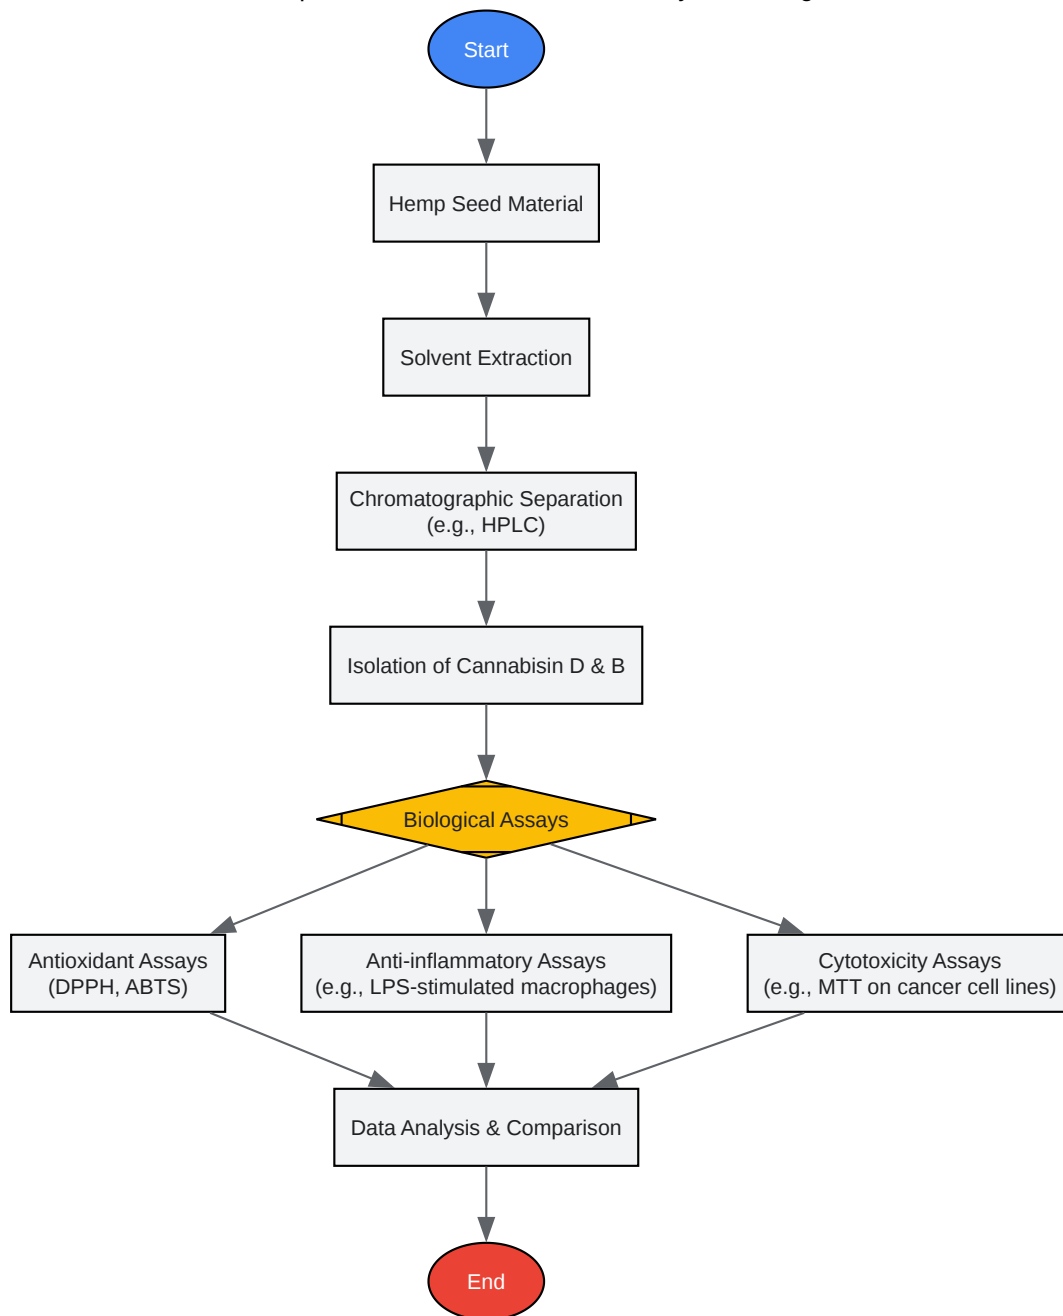 Start
Hemp Seed Material
Solvent Extraction
Chromatographic Separation
(e.g., HPLC)
Isolation of Cannabisin D & B
Biological Assays
Antioxidant Assays
(DPPH, ABTS)
Anti-inflammatory Assays
(e.g., LPS-stimulated macrophages)
Cytotoxicity Assays
(e.g., MTT on cancer cell lines)
Data Analysis & Comparison
End